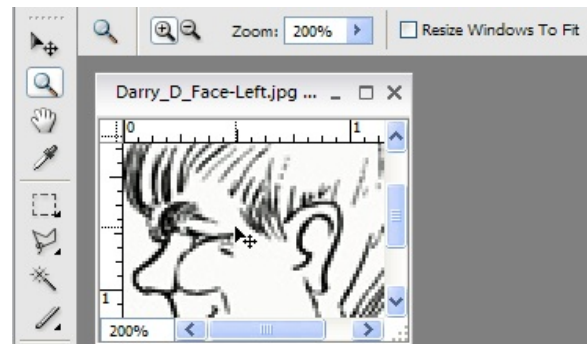 Zoom: 200% Resize Windows To Fit
Darry_D_Face-Left.jpg ...
0 1
1
200%